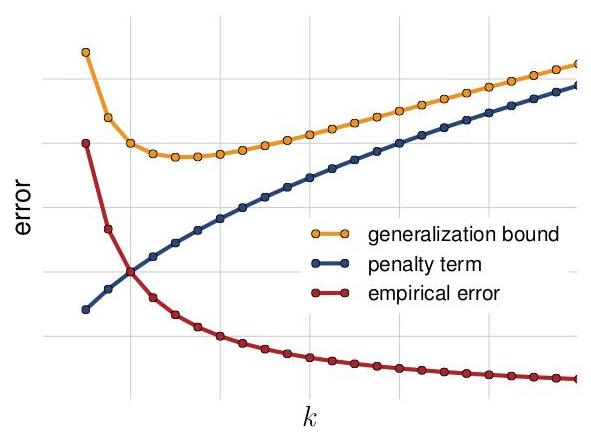 error
generalization bound
penalty term
empirical error
k